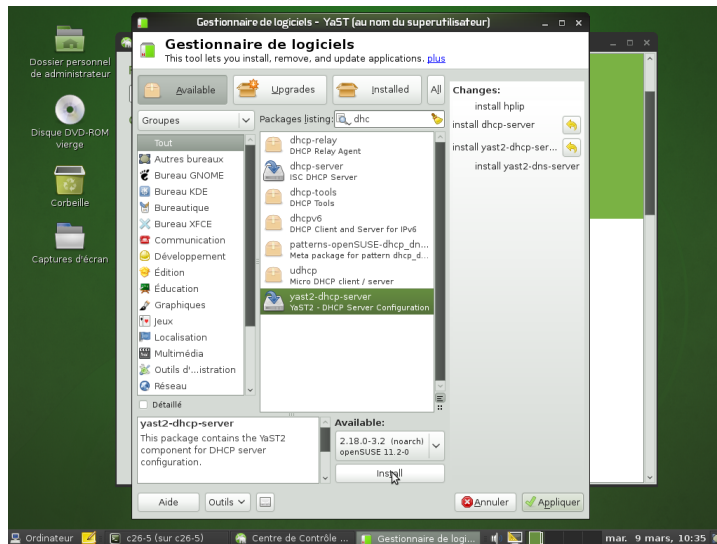 Gestionnaire de logiciels - YaST (au nom du superutilisateur)
Gestionnaire de logiciels
This tool lets you install, remove, and update applications. plus
Dossier personnel
de administrateur
Disque DVD-ROM
vierge
Corbeille
Captures d'écran
Available
Upgrades
Installed
All
Groupes
Packages listing:
dhc
Tout
Autres bureaux
Bureau GNOME
Bureau KDE
Bureautique
Bureau XFCE
Communication
Développement
Édition
Éducation
Graphiques
Jeux
Localisation
Multimédia
Outils d'...istration
Réseau
Détaillé
dhcp-relay
DHCP Relay Agent
dhcp-server
ISC DHCP Server
dhcp-tools
DHCP Tools
dhcpv6
DHCP Client and Server for IPv6
patterns-openSUSE-dhcp_dn...
Meta package for pattern dhcp_d...
udhcp
Micro DHCP client / server
yast2-dhcp-server
YaST2 - DHCP Server Configuration
Changes:
install hplip
install dhcp-server
install yast2-dhcp-ser...
install yast2-dns-server
yast2-dhcp-server
This package contains the YaST2
component for DHCP server
configuration.
Available:
2.18.0-3.2 (noarch)
openSUSE 11.2-0
Install
Aide
Outils
Annuler
Appliquer
Ordinateur
c26-5 (sur c26-5)
Centre de Contrôle ...
Gestionnaire de logi...
mar. 9 mars, 10:35